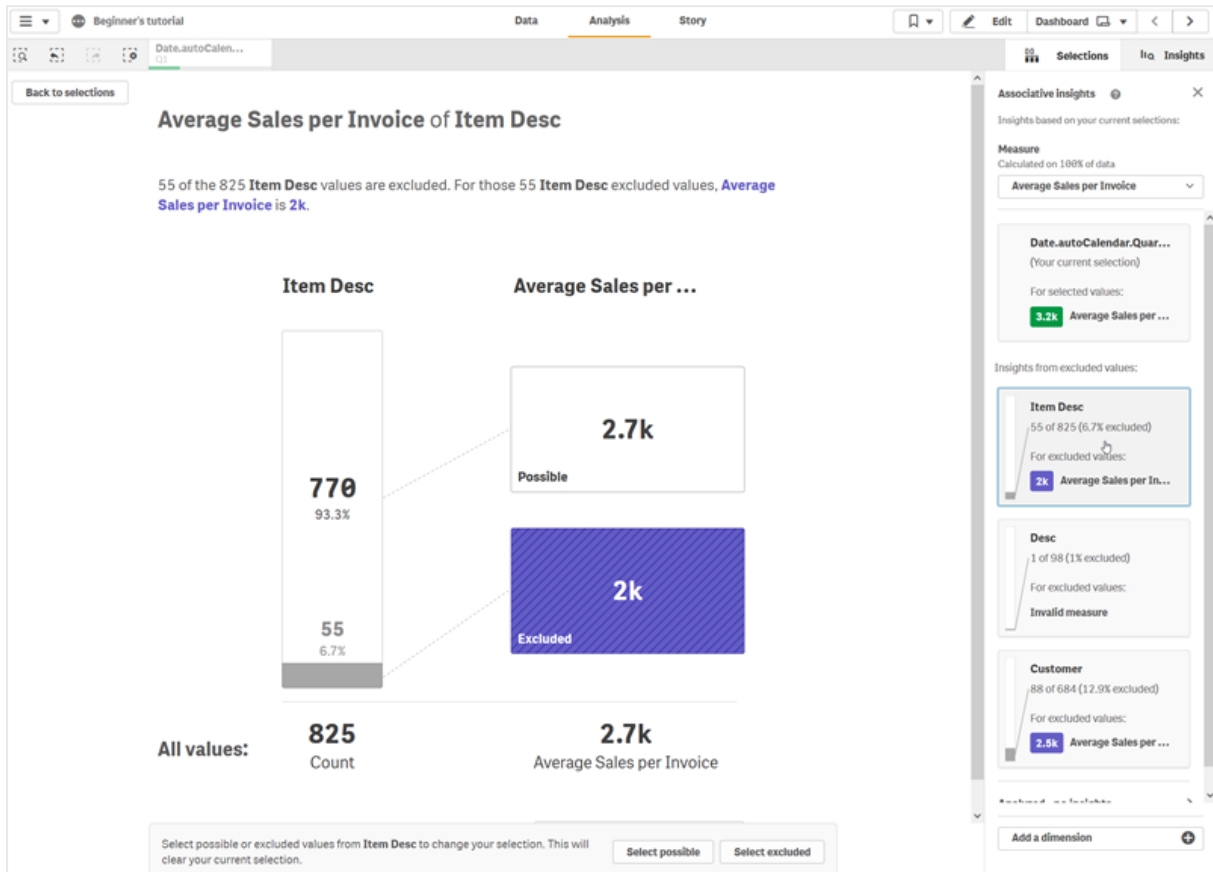 Beginner's tutorial
Data
Analysis
Story
Edit
Dashboard
Date.autoCalen...
Q1
Selections
Insights
Back to selections
Average Sales per Invoice of Item Desc
55 of the 825 Item Desc values are excluded. For those 55 Item Desc excluded values, Average
Sales per Invoice is 2k.
Item Desc
Average Sales per ...
770
93.3%
55
6.7%
2.7k
Possible
2k
Excluded
All values:
825
Count
2.7k
Average Sales per Invoice
Select possible or excluded values from Item Desc to change your selection. This will
clear your current selection.
Select possible
Select excluded
Associative insights
Insights based on your current selections:
Measure
Calculated on 100% of data
Average Sales per Invoice
Date.autoCalendar.Quar...
(Your current selection)
For selected values:
3.2k Average Sales per ...
Insights from excluded values:
Item Desc
55 of 825 (6.7% excluded)
For excluded values:
2k Average Sales per In...
Desc
1 of 98 (1% excluded)
For excluded values:
Invalid measure
Customer
88 of 684 (12.9% excluded)
For excluded values:
2.5k Average Sales per ...
Add a dimension